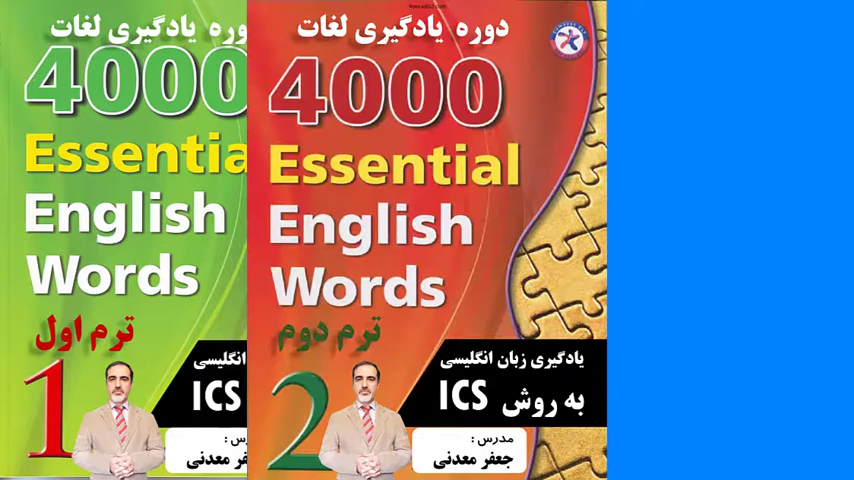 دوره یادگیری لغات
4000
Essential
English
Words
ترم اول
1
انگلیسی
ICS
جعفر معدنی
دوره یادگیری لغات
4000
Essential
English
Words
ترم دوم
2
یادگیری زبان انگلیسی
به روش ICS
مدرس :
جعفر معدنی